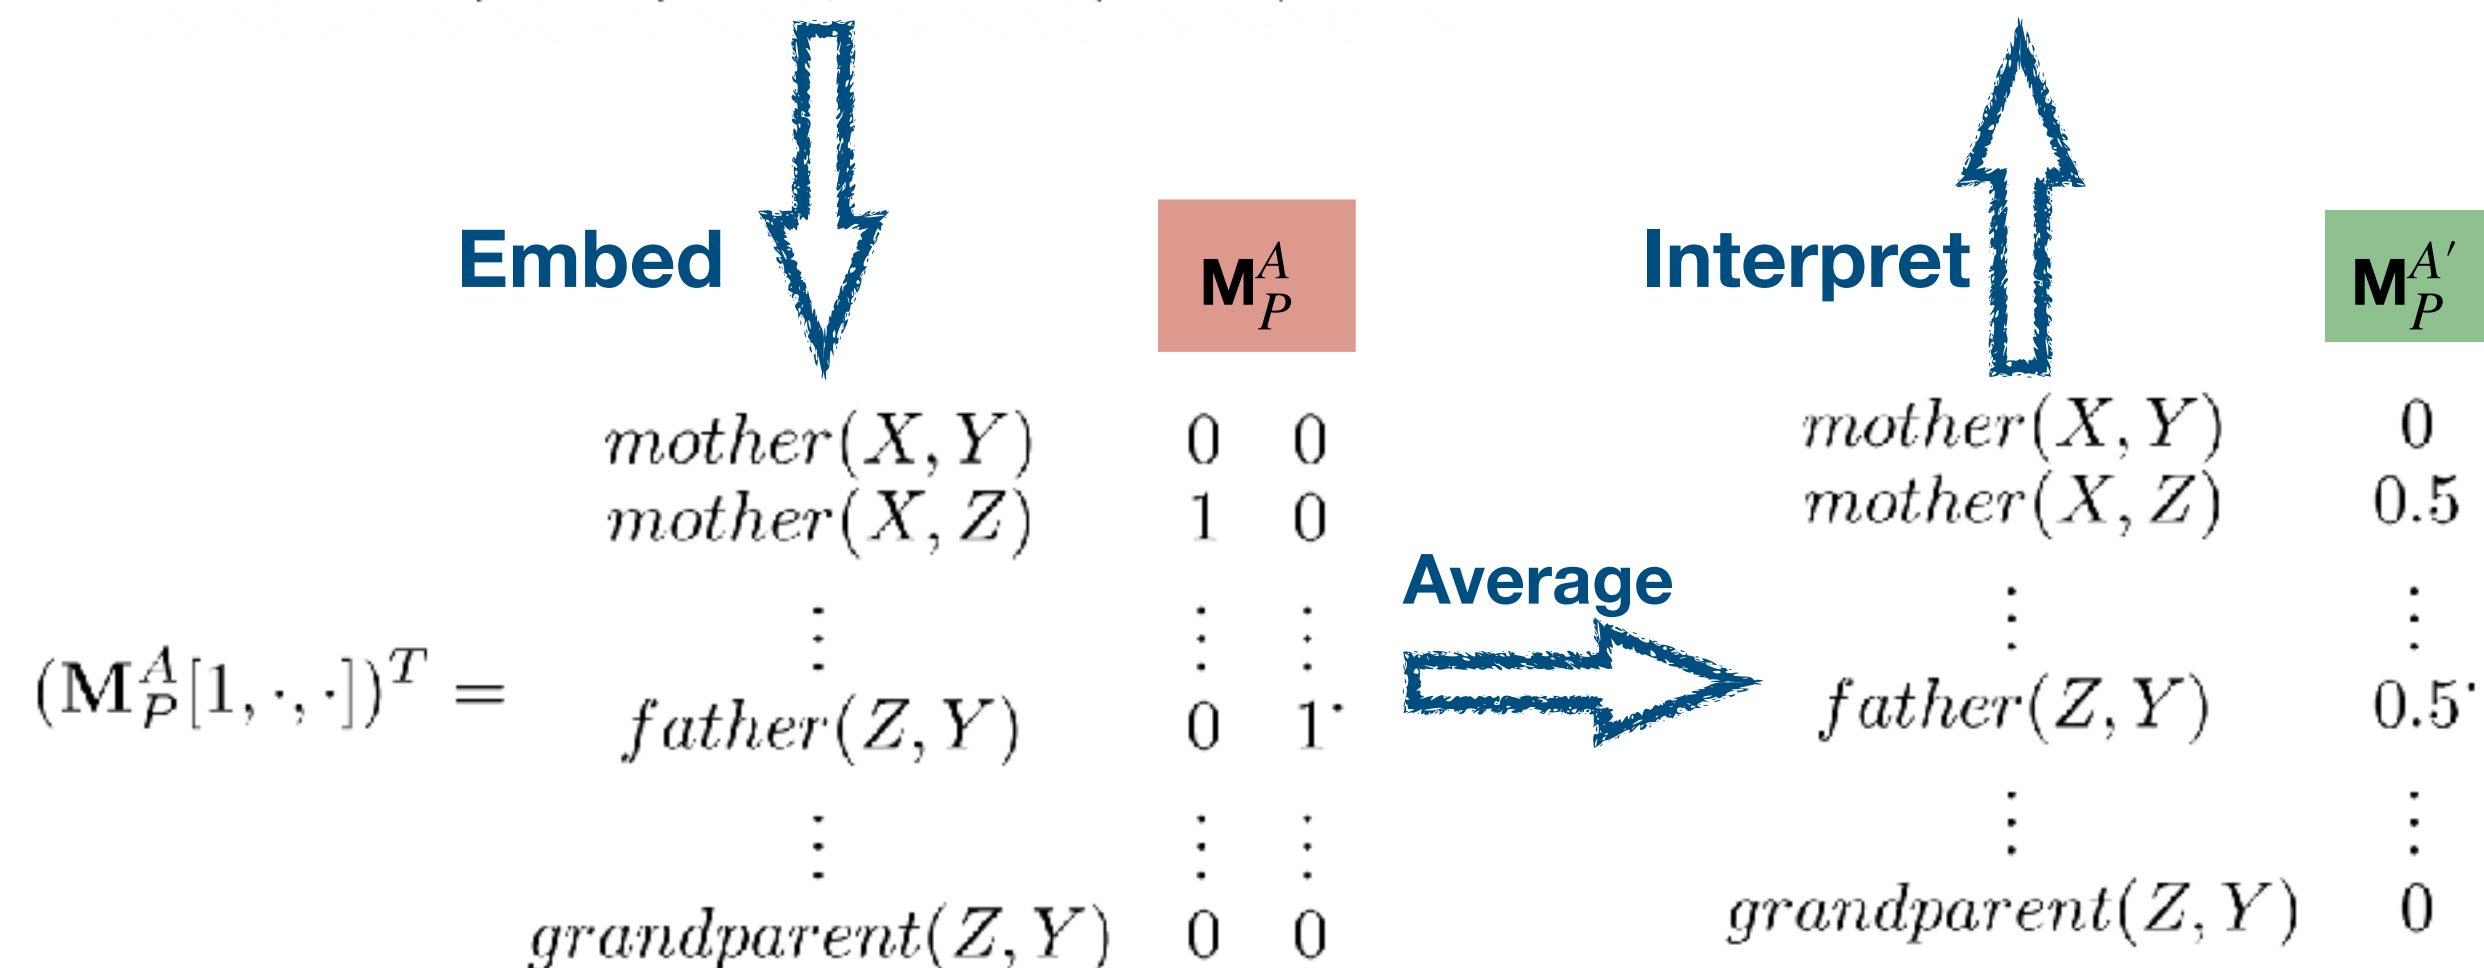 Embed
M_P^A
Interpret
M_P^{A'}
mother(X, Y) 0 0
mother(X, Z) 1 0
⋮ ⋮ ⋮
(M_P^A[1, ·, ·])^T =
father(Z, Y) 0 1.
⋮ ⋮ ⋮
grandparent(Z, Y) 0 0
Average
mother(X, Y) 0
mother(X, Z) 0.5
⋮ ⋮
father(Z, Y) 0.5.
⋮ ⋮
grandparent(Z, Y) 0